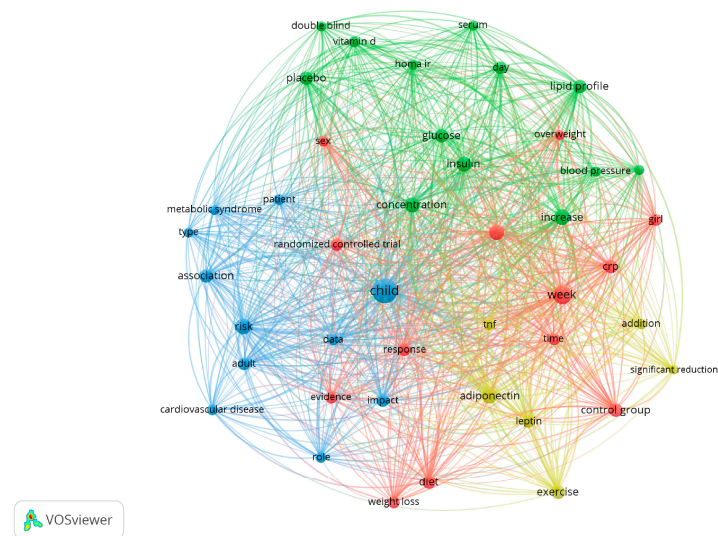 double blind
serum
vitamin d
homa ir
day
placebo
lipid profile
sex
glucose
overweight
insulin
blood pressure
patient
metabolic syndrome
concentration
increase
girl
type
randomized controlled trial
association
crp
child
week
risk
tnf
addition
data
time
response
adult
significant reduction
evidence
impact
adiponectin
cardiovascular disease
control group
leptin
role
diet
exercise
weight loss
VOSviewer